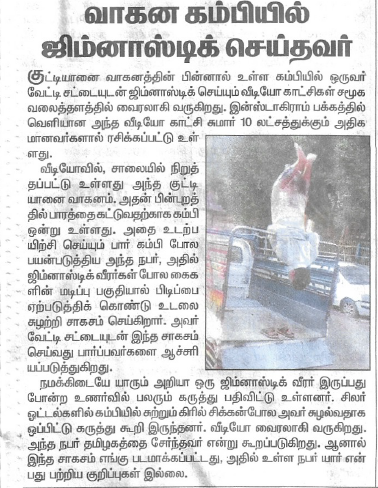 வாகன கம்பியில்
ஜிம்னாஸ்டிக் செய்தவர்
குட்டியானை வாகனத்தின் பின்னால் உள்ள கம்பியில் ஒருவர்
வேட்டி சட்டையுடன் ஜிம்னாஸ்டிக் செய்யும் வீடியோ காட்சிகள் சமூக
வலைத்தளத்தில் வைரலாகி வருகிறது. இன்ஸ்டாகிராம் பக்கத்தில்
வெளியான அந்த வீடியோ காட்சி சுமார் 10 லட்சத்துக்கும் அதிக
மானவர்களால் ரசிக்கப்பட்டு உள்
ளது.
வீடியோவில், சாலையில் நிறுத்
தப்பட்டு உள்ளது அந்த குட்டி
யானை வாகனம். அதன் பின்புறத்
தில் பாரத்தை கட்டுவதற்காக கம்பி
ஒன்று உள்ளது. அதை உடற்ப
யிற்சி செய்யும் பார் கம்பி போல
பயன்படுத்திய அந்த நபர், அதில்
ஜிம்னாஸ்டிக் வீரர்கள் போல கைக
ளின் மடிப்பு பகுதியால் பிடிப்பை
ஏற்படுத்திக் கொண்டு உடலை
சுழற்றி சாகசம் செய்கிறார். அவர்
வேட்டி சட்டையுடன் இந்த சாகசம்
செய்வது பார்ப்பவர்களை ஆச்சரி
யப்படுத்துகிறது.
நமக்கிடையே யாரும் அறியா ஒரு ஜிம்னாஸ்டிக் வீரர் இருப்பது
போன்ற உணர்வில் பலரும் கருத்து பதிவிட்டு உள்ளனர். சிலர்
ஓட்டல்களில் கம்பியில் சுற்றும் கிரில் சிக்கன்போல அவர் சுழல்வதாக
ஒப்பிட்டு கருத்து கூறி இருந்தனர். வீடியோ வைரலாகி வருகிறது.
அந்த நபர் தமிழகத்தை சேர்ந்தவர் என்று கூறப்படுகிறது. ஆனால்
இந்த சாகசம் எங்கு படமாக்கப்பட்டது, அதில் உள்ள நபர் யார் என்
பது பற்றிய குறிப்புகள் இல்லை.